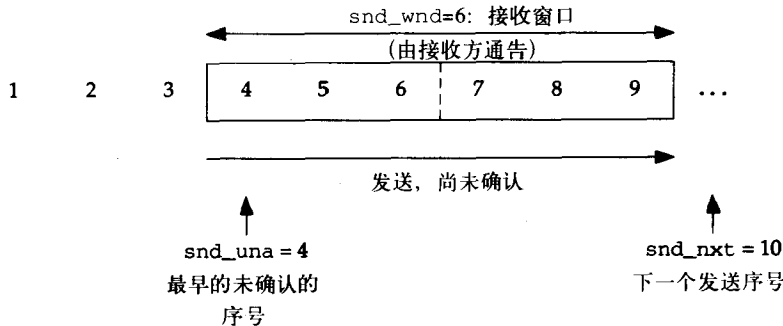 snd_wnd=6: 接收窗口
(由接收方通告)
1 2 3 4 5 6 7 8 9 ...
发送, 尚未确认
snd_una = 4
最早的未确认的
序号
snd_nxt = 10
下一个发送序号